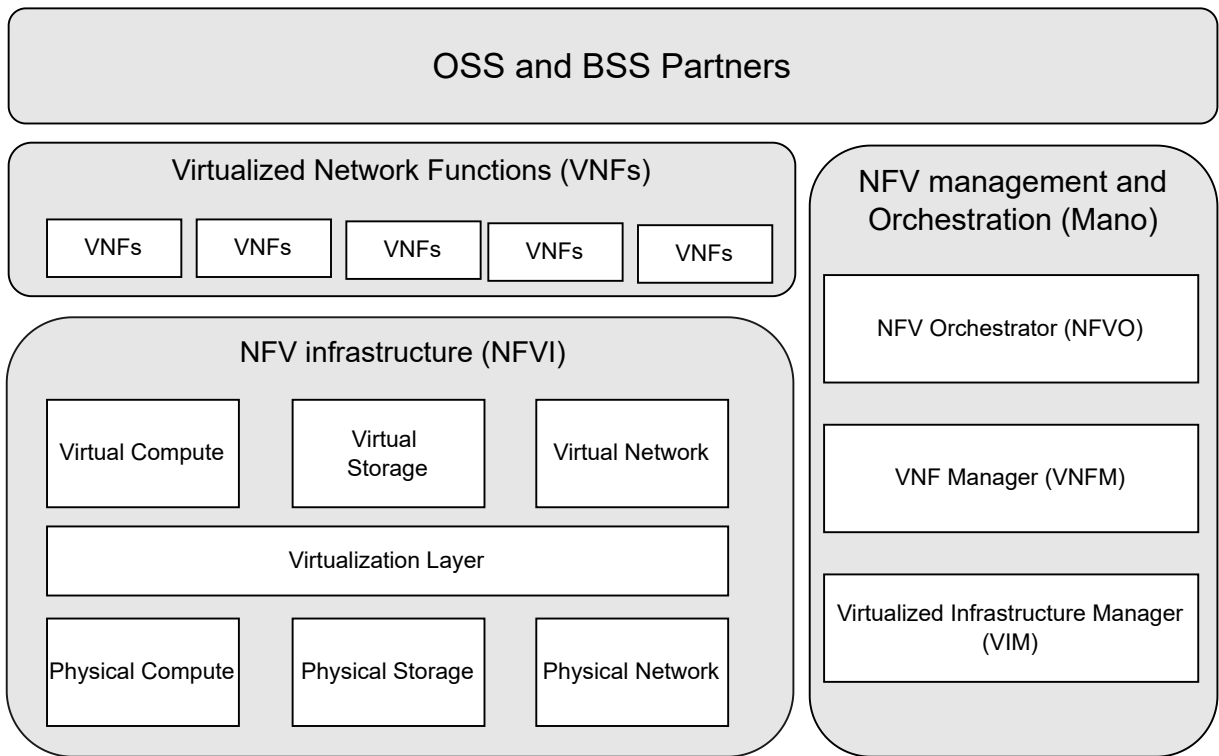 OSS and BSS Partners
Virtualized Network Functions (VNFs)
VNFs
VNFs
VNFs
VNFs
VNFs
NFV infrastructure (NFVI)
Virtual Compute
Virtual
Storage
Virtual Network
Virtualization Layer
Physical Compute
Physical Storage
Physical Network
NFV management and
Orchestration (Mano)
NFV Orchestrator (NFVO)
VNF Manager (VNFM)
Virtualized Infrastructure Manager
(VIM)